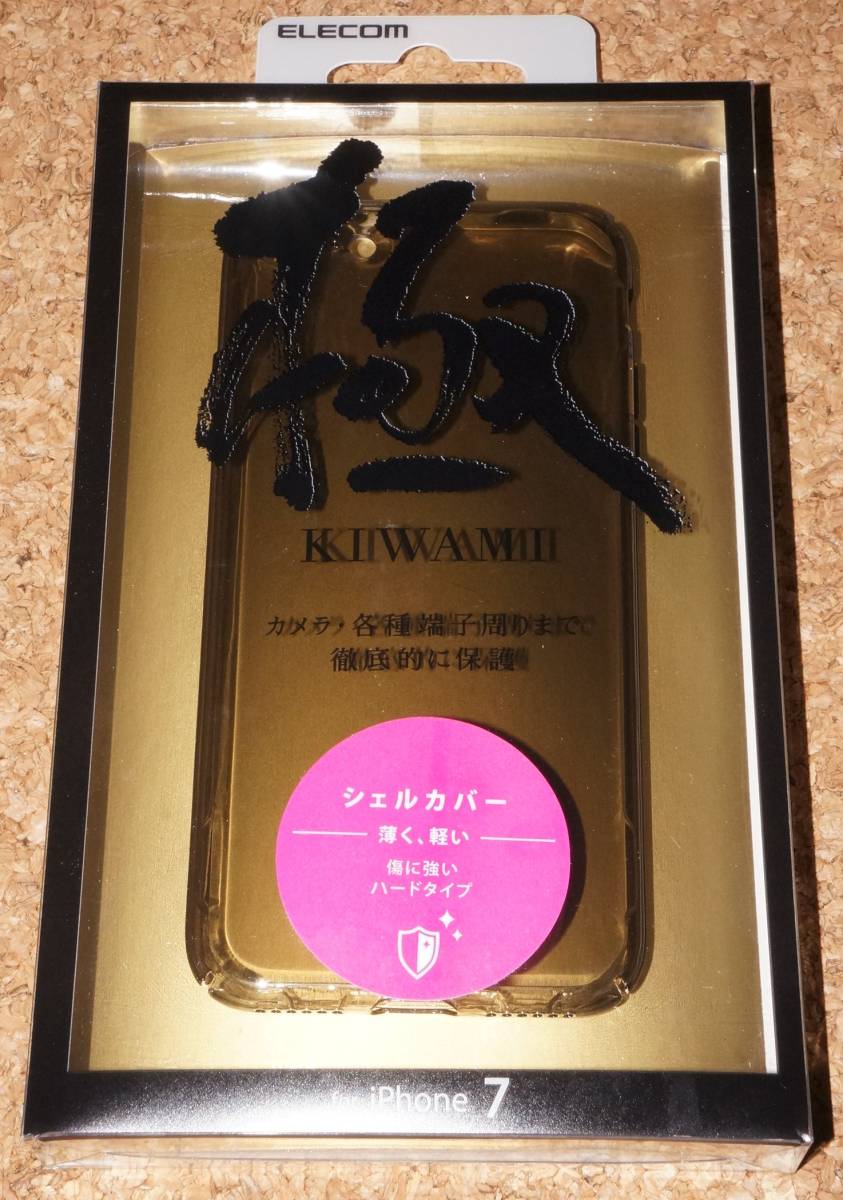 ELECOM
極
KIWAMI
カメラ・各種端子周りまで
徹底的に保護
シェルカバー
薄く、軽い
傷に強い
ハードタイプ
for iPhone 7